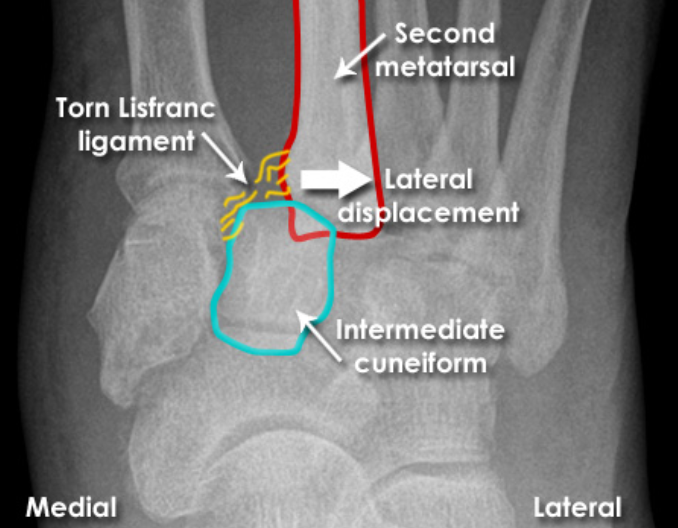 Second
metatarsal
Torn Lisfranc
ligament
Lateral
displacement
Intermediate
cuneiform
Medial
Lateral